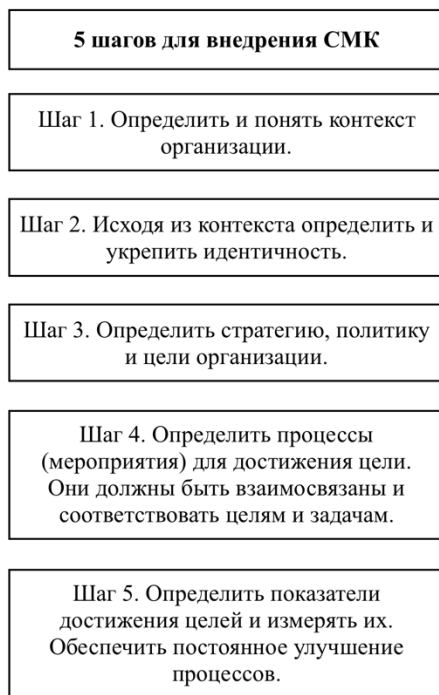 5 шагов для внедрения СМК
Шаг 1. Определить и понять контекст
организации.
Шаг 2. Исходя из контекста определить и
укрепить идентичность.
Шаг 3. Определить стратегию, политику
и цели организации.
Шаг 4. Определить процессы
(мероприятия) для достижения цели.
Они должны быть взаимосвязаны и
соответствовать целям и задачам.
Шаг 5. Определить показатели
достижения целей и измерять их.
Обеспечить постоянное улучшение
процессов.